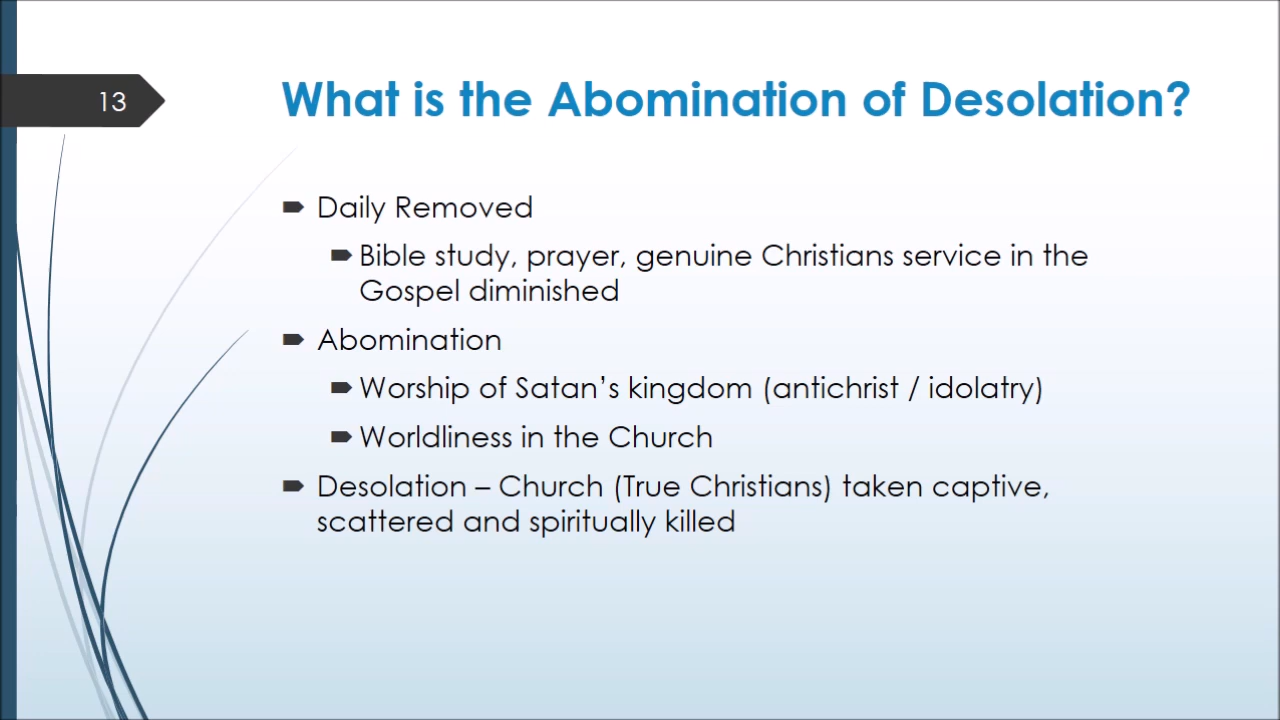 13
What is the Abomination of Desolation?
Daily Removed
Bible study, prayer, genuine Christians service in the
Gospel diminished
Abomination
Worship of Satan’s kingdom (antichrist / idolatry)
Worldliness in the Church
Desolation – Church (True Christians) taken captive,
scattered and spiritually killed